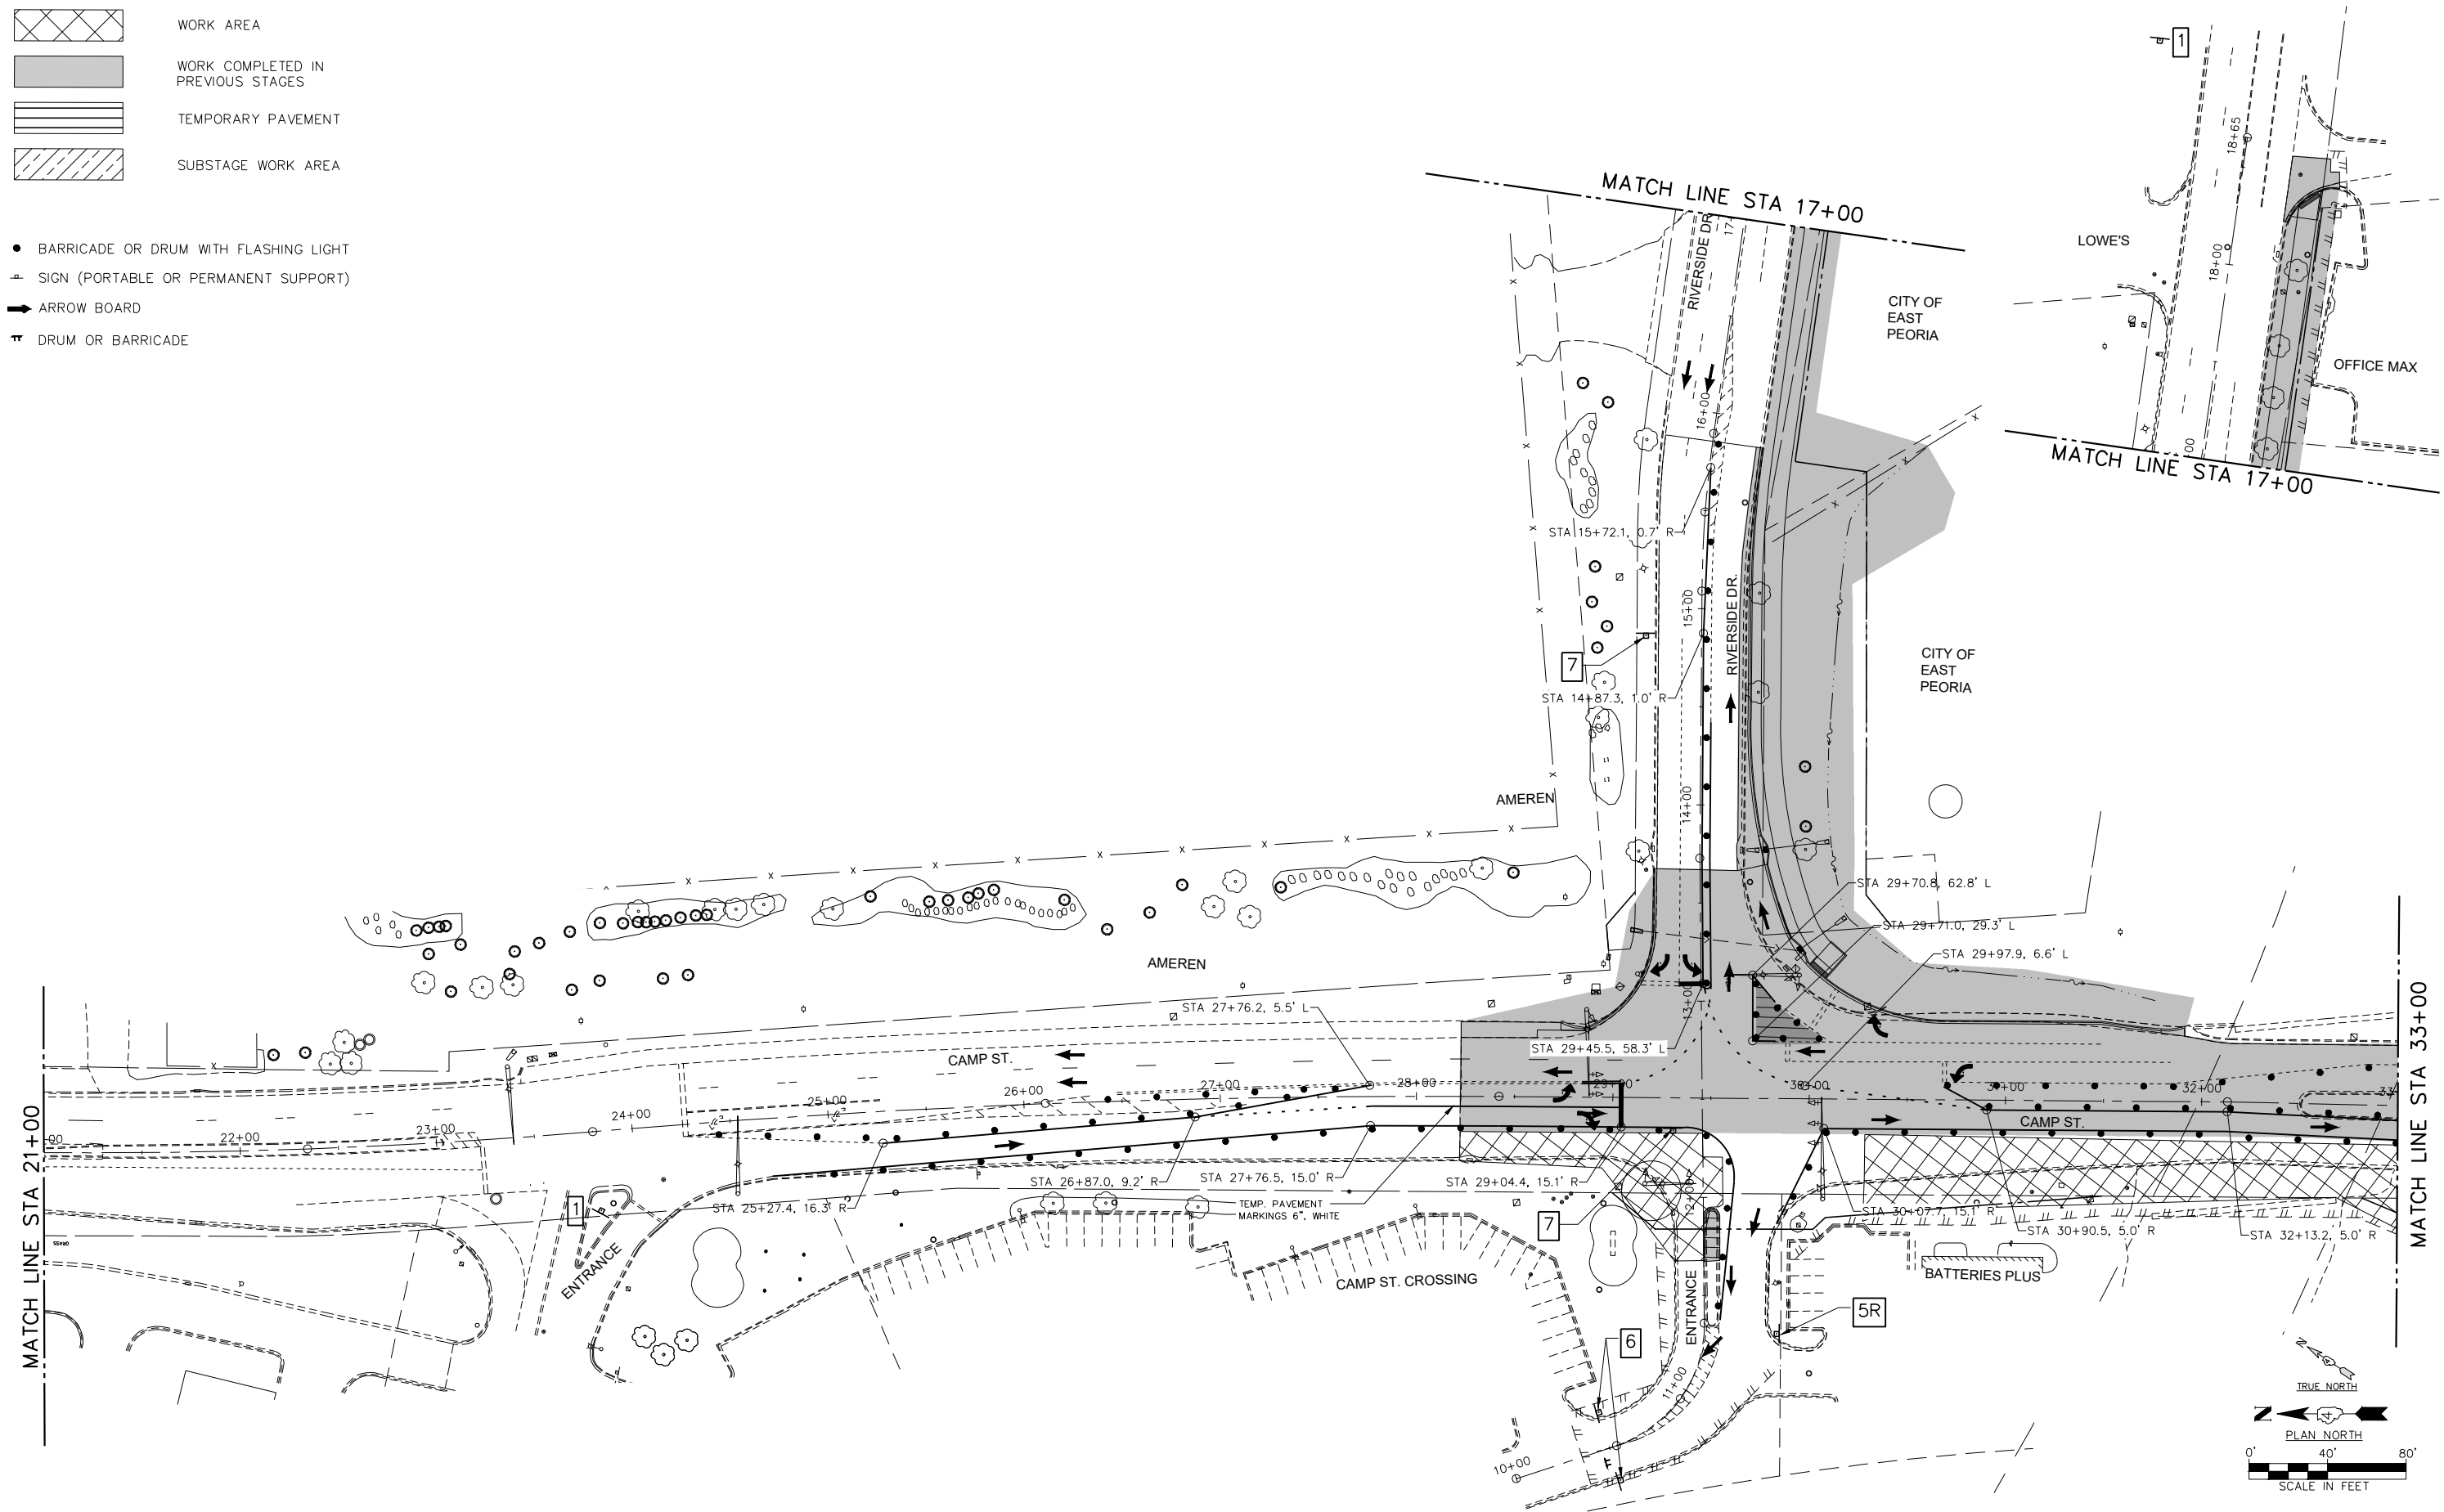 WORK AREA
WORK COMPLETED IN
PREVIOUS STAGES
TEMPORARY PAVEMENT
SUBSTAGE WORK AREA
BARRICADE OR DRUM WITH FLASHING LIGHT
SIGN (PORTABLE OR PERMANENT SUPPORT)
ARROW BOARD
DRUM OR BARRICADE
1
18+65
LOWE'S
18+00
OFFICE MAX
00
MATCH LINE STA 17+00
MATCH LINE STA 17+00
RIVERSIDE DR.
17
CITY OF
EAST
PEORIA
16+00
STA 15+72.1, 0.7' R
15+00
RIVERSIDE DR.
7
STA 14+87.3, 1.0' R
CITY OF
EAST
PEORIA
14+00
AMEREN
AMEREN
STA 29+70.8, 62.8' L
STA 29+71.0, 29.3' L
STA 29+97.9, 6.6' L
13+00
STA 27+76.2, 5.5' L
STA 29+45.5, 58.3' L
CAMP ST.
MATCH LINE STA 21+00
00
22+00
23+00
24+00
25+00
26+00
27+00
28+00
29+00
30+00
31+00
32+00
33
CAMP ST.
MATCH LINE STA 33+00
STA 25+27.4, 16.3' R
STA 26+87.0, 9.2' R
STA 27+76.5, 15.0' R
STA 29+04.4, 15.1' R
TEMP. PAVEMENT
MARKINGS 6", WHITE
12+00
STA 30+07.7, 15.1' R
STA 30+90.5, 5.0' R
STA 32+13.2, 5.0' R
1
7
GRASS
ENTRANCE
CAMP ST. CROSSING
ENTRANCE
BATTERIES PLUS
5R
6
11+00
10+00
N
TRUE NORTH
N
PLAN NORTH
0'
40'
80'
SCALE IN FEET